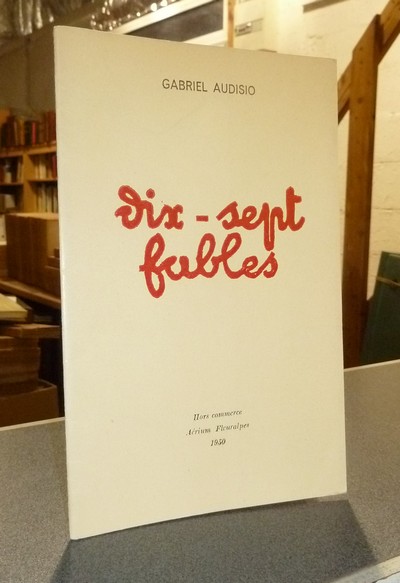 GABRIEL AUDISIO
dix - sept
fables
Hors commerce
Aérium Fleuralpes
1950